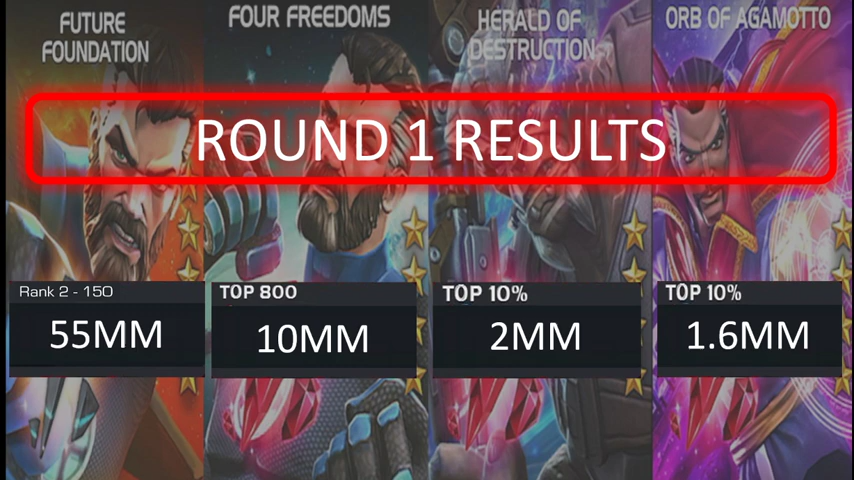 FUTURE
FOUNDATION
FOUR FREEDOMS
HERALD OF
DESTRUCTION
ORB OF AGAMOTTO
ROUND 1 RESULTS
Rank 2 - 150
55MM
TOP 800
10MM
TOP 10%
2MM
TOP 10%
1.6MM